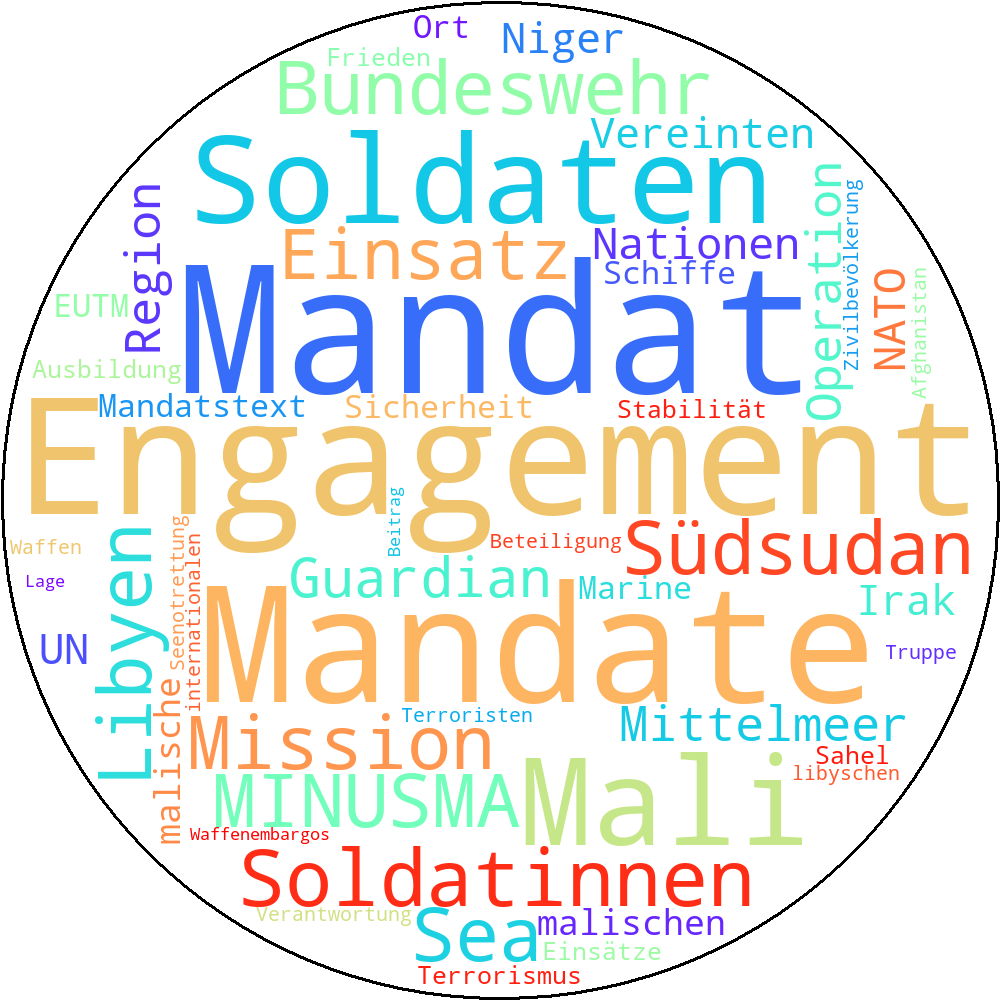 Ort
Niger
Frieden
Bundeswehr
Vereinten
Soldaten
Operation
Zivilbevölkerung
Region
Einsatz
Nationen
Schiffe
Mandat
NATO
Afghanistan
EUTM
Ausbildung
Mandatstext
Sicherheit
Stabilität
Engagement
Beitrag
Waffen
Lage
Libyen
Seenotrettung
internationalen
Beteiligung
Südsudan
Guardian
Marine
Irak
UN
Mandate
Truppe
malische
Terroristen
Mittelmeer
Mission
Sahel
libyschen
MINUSMA
Mali
Waffenembargos
Soldatinnen
Verantwortung
Sea
malischen
Einsätze
Terrorismus